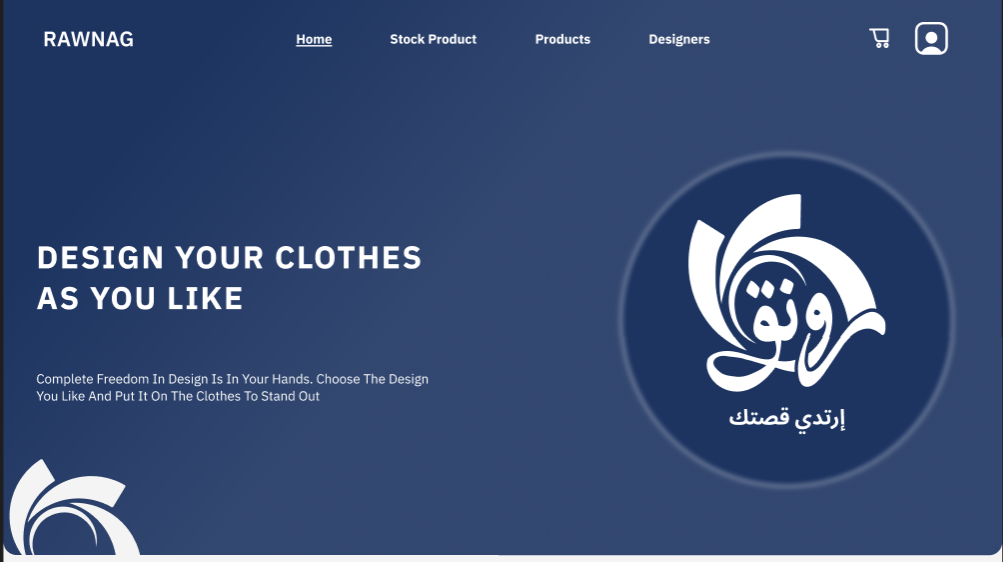 RAWNAG
Home
Stock Product
Products
Designers
DESIGN YOUR CLOTHES
AS YOU LIKE
Complete Freedom In Design Is In Your Hands. Choose The Design
You Like And Put It On The Clothes To Stand Out
رونق
إرتدي قصتك